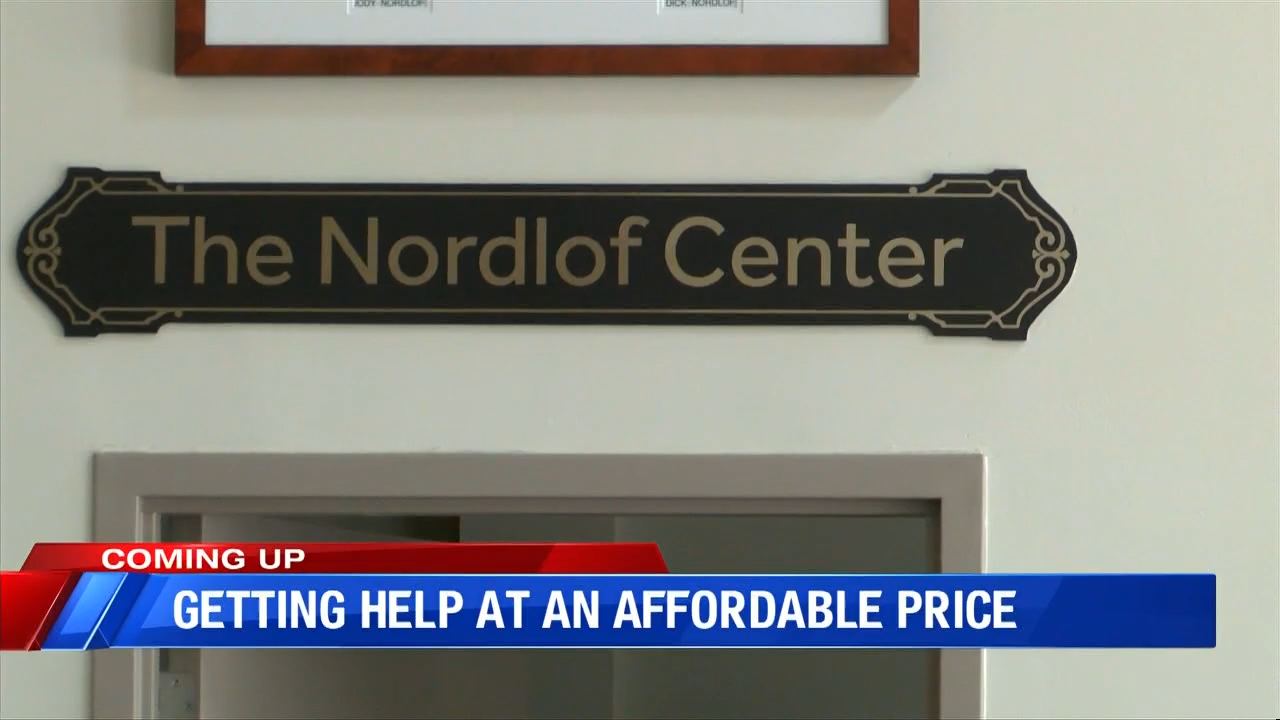 JODY NORDLOF
DICK NORDLOF
The Nordlof Center
COMING UP
GETTING HELP AT AN AFFORDABLE PRICE